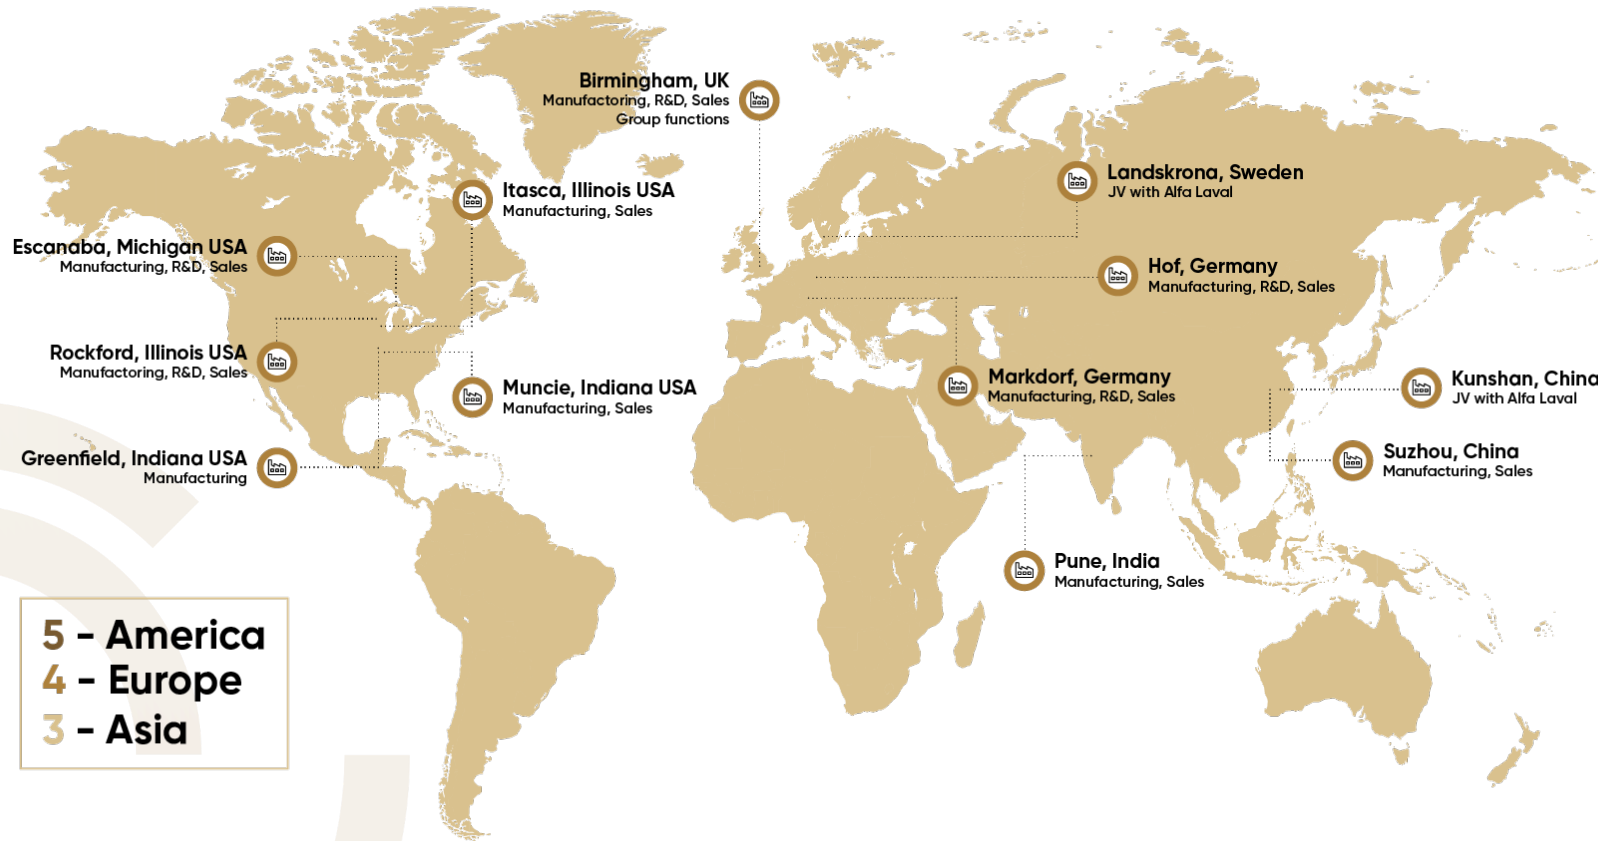 Birmingham, UK
Manufactoring, R&D, Sales
Group functions
Landskrona, Sweden
JV with Alfa Laval
Itasca, Illinois USA
Manufacturing, Sales
Escanaba, Michigan USA
Manufacturing, R&D, Sales
Hof, Germany
Manufacturing, R&D, Sales
Rockford, Illinois USA
Manufactoring, R&D, Sales
Muncie, Indiana USA
Manufacturing, Sales
Markdorf, Germany
Manufacturing, R&D, Sales
Kunshan, China
JV with Alfa Laval
Greenfield, Indiana USA
Manufacturing
Suzhou, China
Manufacturing, Sales
Pune, India
Manufacturing, Sales
5 - America
4 - Europe
3 - Asia